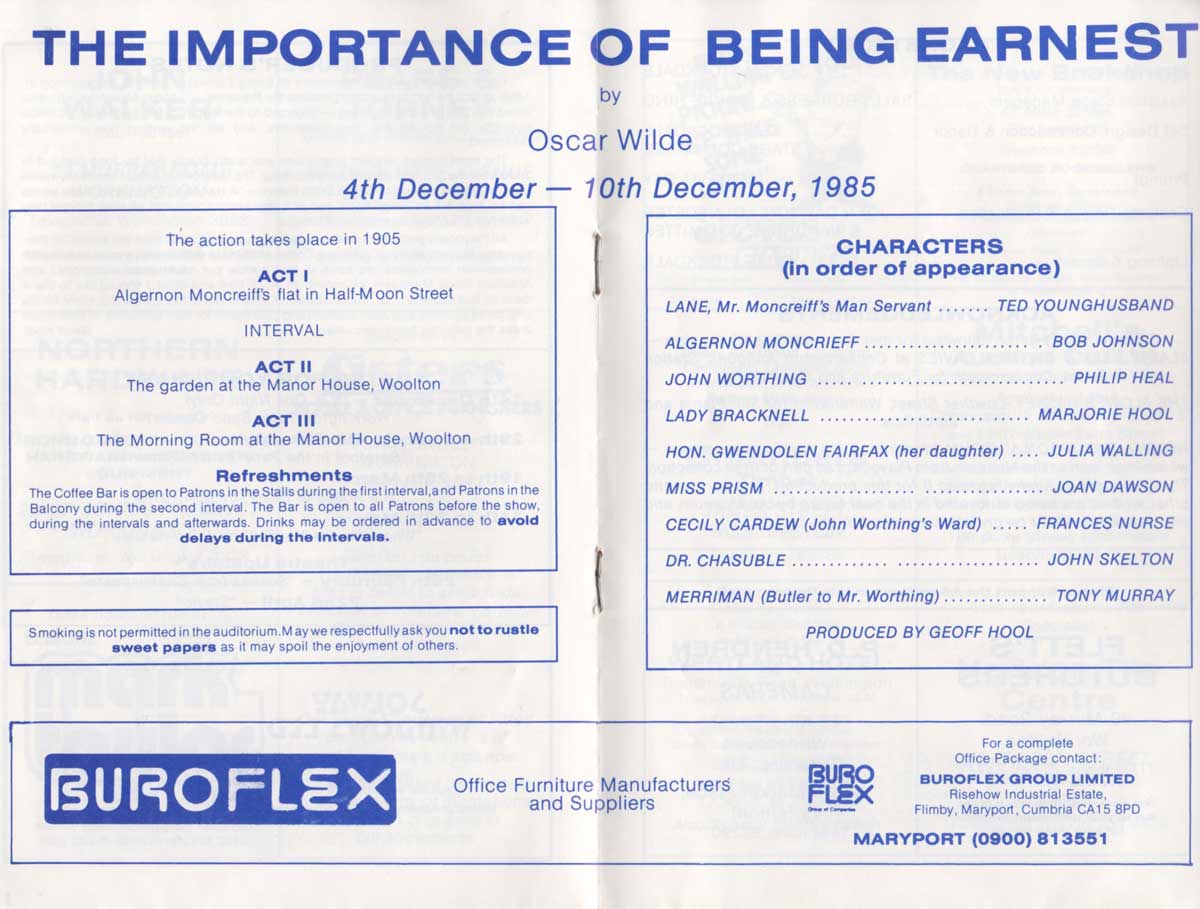 THE IMPORTANCE OF BEING EARNEST
by
Oscar Wilde
4th December — 10th December, 1985
The action takes place in 1905
ACT I
Algernon Moncreiff's flat in Half-Moon Street
INTERVAL
ACT II
The garden at the Manor House, Woolton
ACT III
The Morning Room at the Manor House, Woolton
Refreshments
The Coffee Bar is open to Patrons in the Stalls during the first interval, and Patrons in the
Balcony during the second interval. The Bar is open to all Patrons before the show,
during the intervals and afterwards. Drinks may be ordered in advance to avoid
delays during the intervals.
Smoking is not permitted in the auditorium. May we respectfully ask you not to rustle
sweet papers as it may spoil the enjoyment of others.
CHARACTERS
(in order of appearance)
LANE, Mr. Moncreiff's Man Servant ........ TED YOUNGHUSBAND
ALGERNON MONCRIEFF ........................... BOB JOHNSON
JOHN WORTHING .................................... PHILIP HEAL
LADY BRACKNELL ................................ MARJORIE HOOL
HON. GWENDOLEN FAIRFAX (her daughter) .... JULIA WALLING
MISS PRISM ........................................ JOAN DAWSON
CECILY CARDEW (John Worthing's Ward) ..... FRANCES NURSE
DR. CHASUBLE ............. ................... JOHN SKELTON
MERRIMAN (Butler to Mr. Worthing) .............. TONY MURRAY
PRODUCED BY GEOFF HOOL
BUROFLEX
Office Furniture Manufacturers
and Suppliers
BURO
FLEX
Group of Companies
For a complete
Office Package contact:
BUROFLEX GROUP LIMITED
Risehow Industrial Estate,
Flimby, Maryport, Cumbria CA15 8PD
MARYPORT (0900) 813551